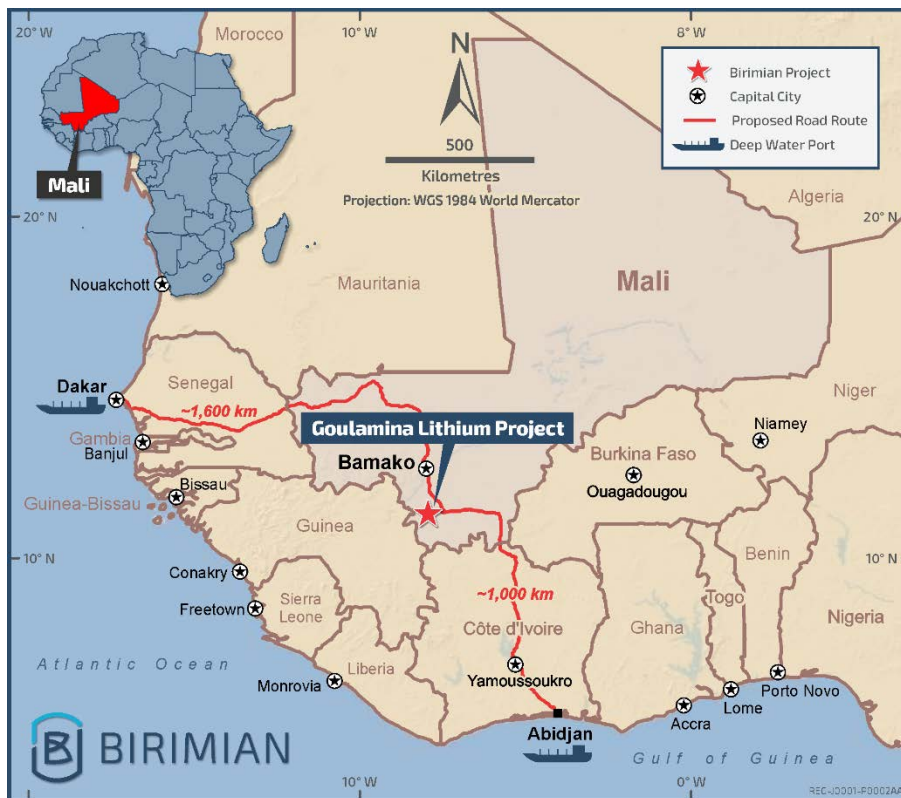 20° W
10° W
8° W
Morocco
N
Birimian Project
Capital City
Proposed Road Route
Deep Water Port
500
Kilometres
Projection: WGS 1984 World Mercator
Mali
Algeria
20° N
20° N
Nouakchott
Mauritania
Mali
Dakar
Senegal
~1,600 km
Niger
Niamey
Goulamina Lithium Project
Gambia
Banjul
Bamako
Burkina Faso
Ouagadougou
Bissau
Guinea-Bissau
Guinea
Benin
10° N
10° N
Conakry
~1,000 km
Togo
Freetown
Sierra
Leone
Côte d'Ivoire
Ghana
Nigeria
Atlantic Ocean
Liberia
Yamoussoukro
Monrovia
Porto Novo
Lome
Accra
Abidjan
BIRIMIAN
Gulf of Guinea
10° W
0° W
REC-J0001-P0002AA